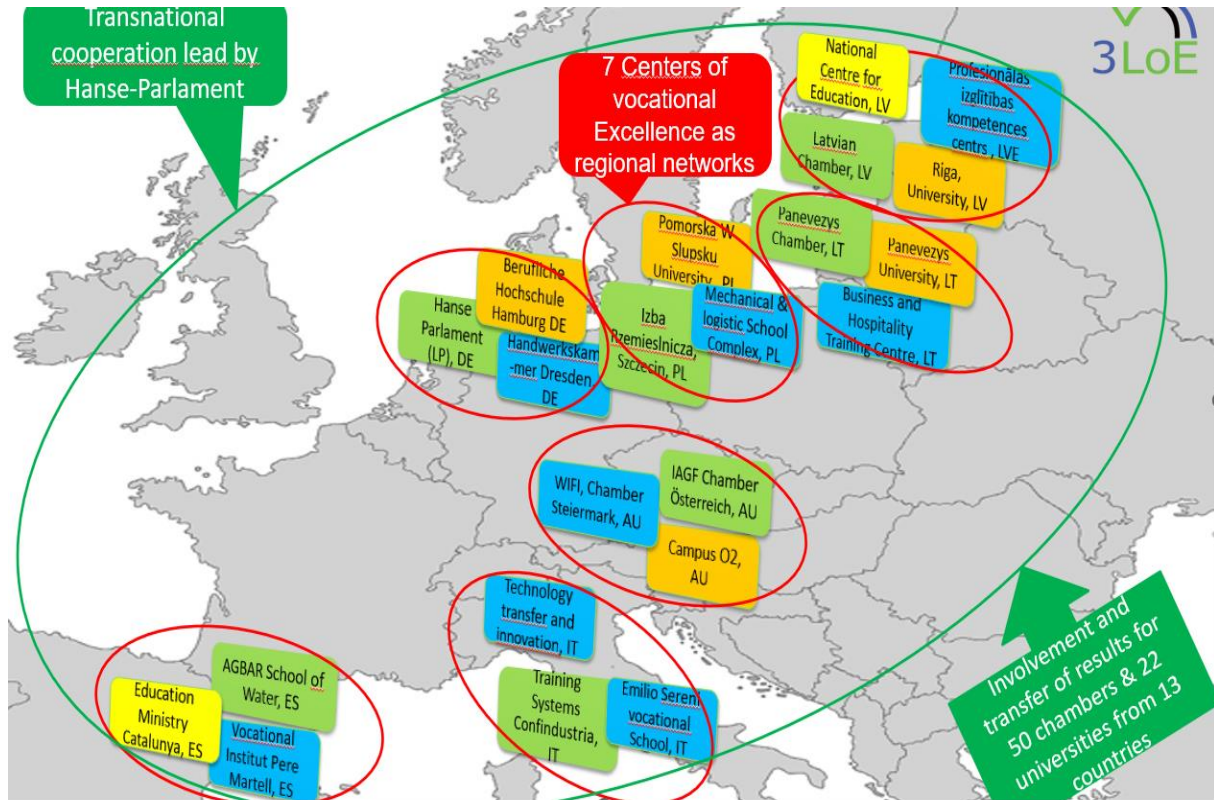 Transnational
cooperation lead by
Hanse-Parlament
3LoE
7 Centers of
vocational
Excellence as
regional networks
National
Centre for
Education, LV
Profesionālas
izglītības
kompetences
centrs , LVE
Latvian
Chamber, LV
Riga,
University, LV
Panevezys
Chamber, LT
Panevezys
University, LT
Business and
Hospitality
Training Centre, LT
Pomorska W
Slupsku
University, PL
Mechanical &
logistic School
Complex, PL
Izba
Rzemieslnicza,
Szczecin, PL
Berufliche
Hochschule
Hamburg DE
Hanse
Parlament
(LP), DE
Handwerkskam
-mer Dresden,
DE
WIFI, Chamber
Steiermark, AU
IAGF Chamber
Österreich, AU
Campus O2,
AU
Technology
transfer and
innovation, IT
Training
Systems
Confindustria,
IT
Emilio Sereni
vocational
School, IT
AGBAR School of
Water, ES
Education
Ministry
Catalunya, ES
Vocational
Institut Pere
Martell, ES
Involvement and
transfer of results for
50 chambers & 22
universities from 13
countries